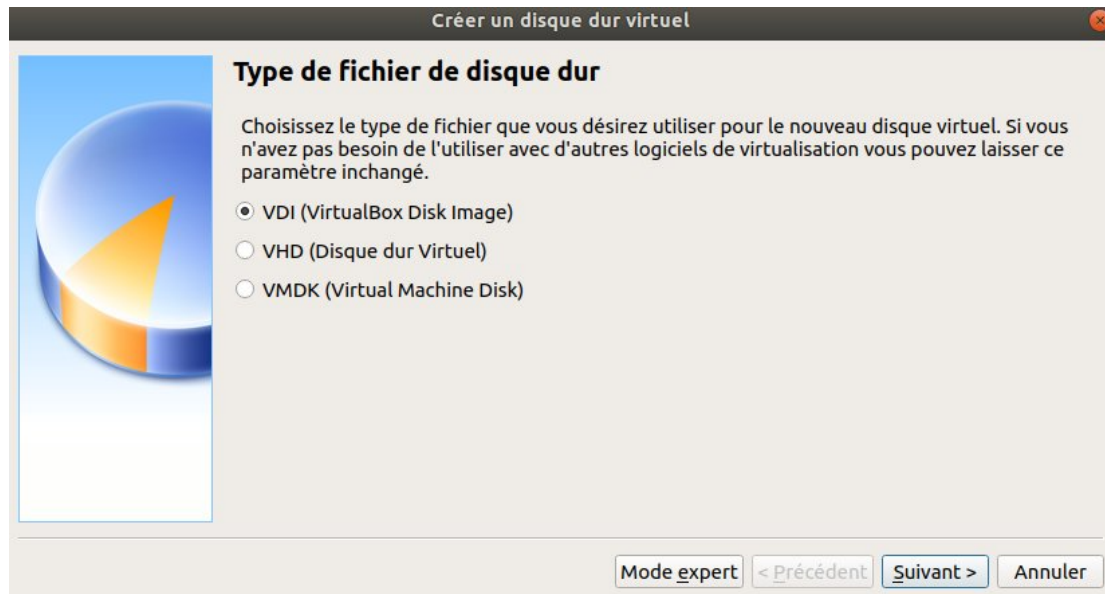 Créer un disque dur virtuel
Type de fichier de disque dur
Choisissez le type de fichier que vous désirez utiliser pour le nouveau disque virtuel. Si vous
n'avez pas besoin de l'utiliser avec d'autres logiciels de virtualisation vous pouvez laisser ce
paramètre inchangé.
VDI (VirtualBox Disk Image)
VHD (Disque dur Virtuel)
VMDK (Virtual Machine Disk)
Mode expert < Précédent Suivant > Annuler